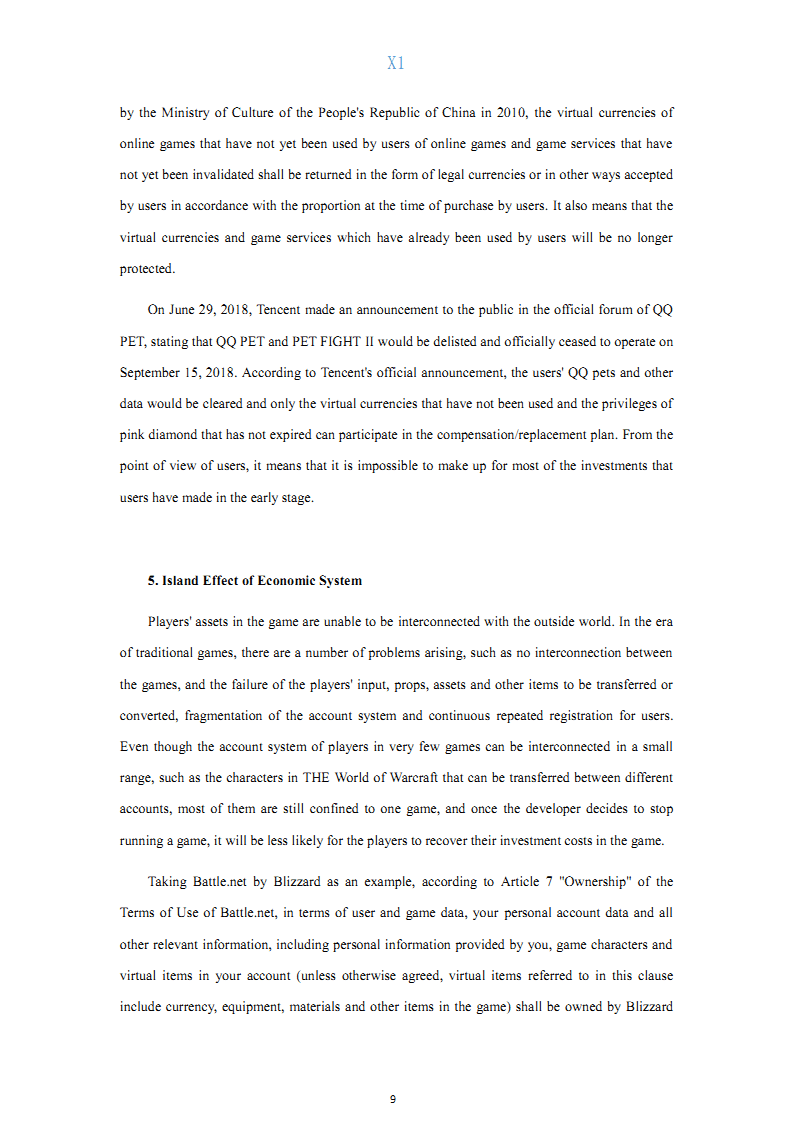 X1
by the Ministry of Culture of the People's Republic of China in 2010, the virtual currencies of
online games that have not yet been used by users of online games and game services that have
not yet been invalidated shall be returned in the form of legal currencies or in other ways accepted
by users in accordance with the proportion at the time of purchase by users. It also means that the
virtual currencies and game services which have already been used by users will be no longer
protected.
On June 29, 2018, Tencent made an announcement to the public in the official forum of QQ
PET, stating that QQ PET and PET FIGHT II would be delisted and officially ceased to operate on
September 15, 2018. According to Tencent's official announcement, the users' QQ pets and other
data would be cleared and only the virtual currencies that have not been used and the privileges of
pink diamond that has not expired can participate in the compensation/replacement plan. From the
point of view of users, it means that it is impossible to make up for most of the investments that
users have made in the early stage.
5. Island Effect of Economic System
Players' assets in the game are unable to be interconnected with the outside world. In the era
of traditional games, there are a number of problems arising, such as no interconnection between
the games, and the failure of the players' input, props, assets and other items to be transferred or
converted, fragmentation of the account system and continuous repeated registration for users.
Even though the account system of players in very few games can be interconnected in a small
range, such as the characters in THE World of Warcraft that can be transferred between different
accounts, most of them are still confined to one game, and once the developer decides to stop
running a game, it will be less likely for the players to recover their investment costs in the game.
Taking Battle.net by Blizzard as an example, according to Article 7 "Ownership" of the
Terms of Use of Battle.net, in terms of user and game data, your personal account data and all
other relevant information, including personal information provided by you, game characters and
virtual items in your account (unless otherwise agreed, virtual items referred to in this clause
include currency, equipment, materials and other items in the game) shall be owned by Blizzard
9